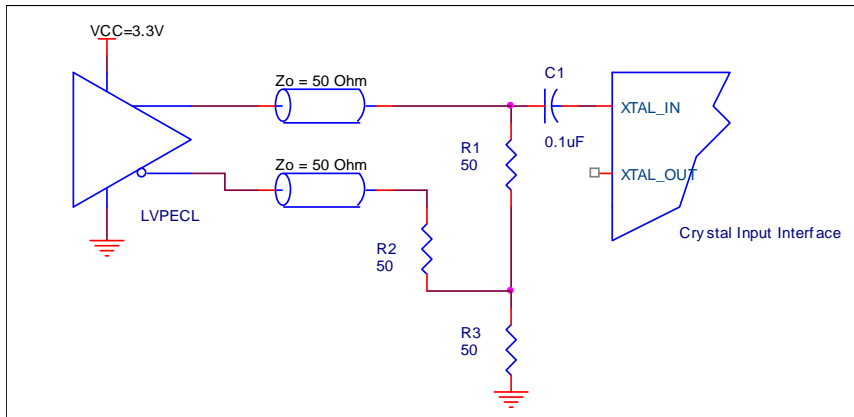 VCC=3.3V
Zo = 50 Ohm
C1
XTAL_IN
R1
50
0.1uF
Zo = 50 Ohm
XTAL_OUT
LVPECL
Crystal Input Interface
R2
50
R3
50